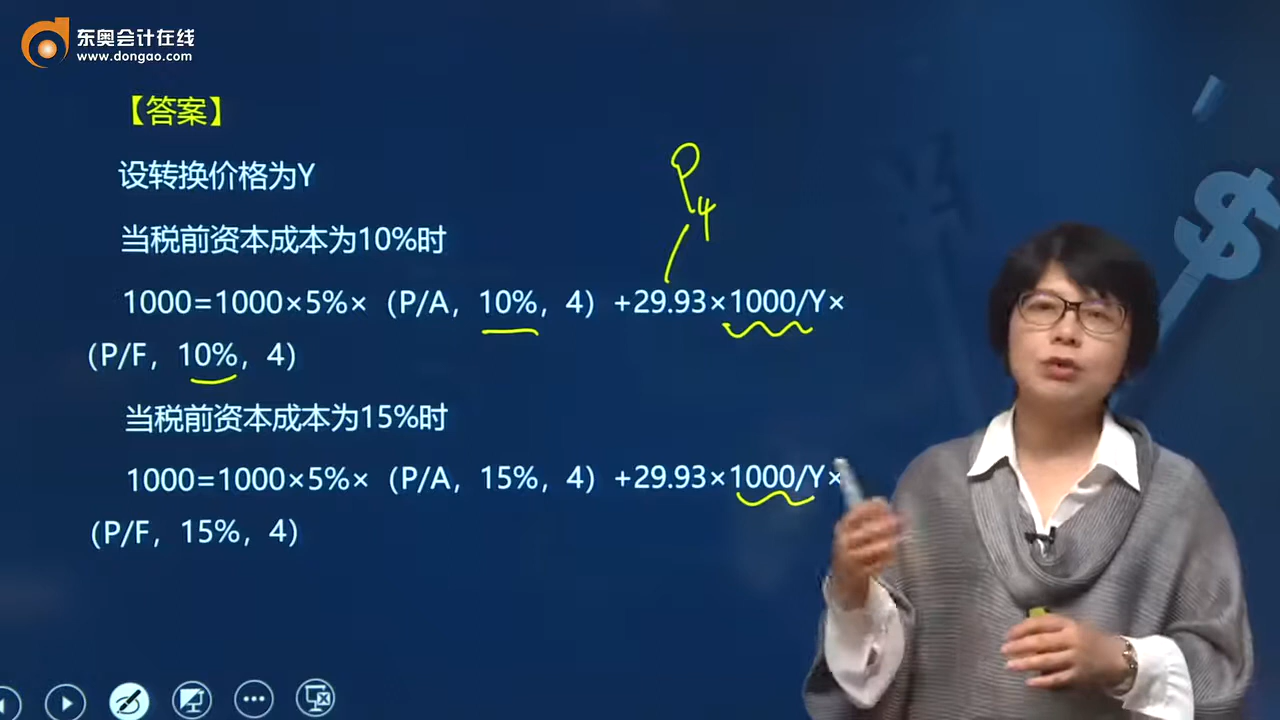 东奥会计在线
www.dongao.com
【答案】
设转换价格为Y
P4
当税前资本成本为10%时
1000=1000×5%×（P/A，10%，4）+29.93×1000/Y×
（P/F，10%，4）
当税前资本成本为15%时
1000=1000×5%×（P/A，15%，4）+29.93×1000/Y×
（P/F，15%，4）